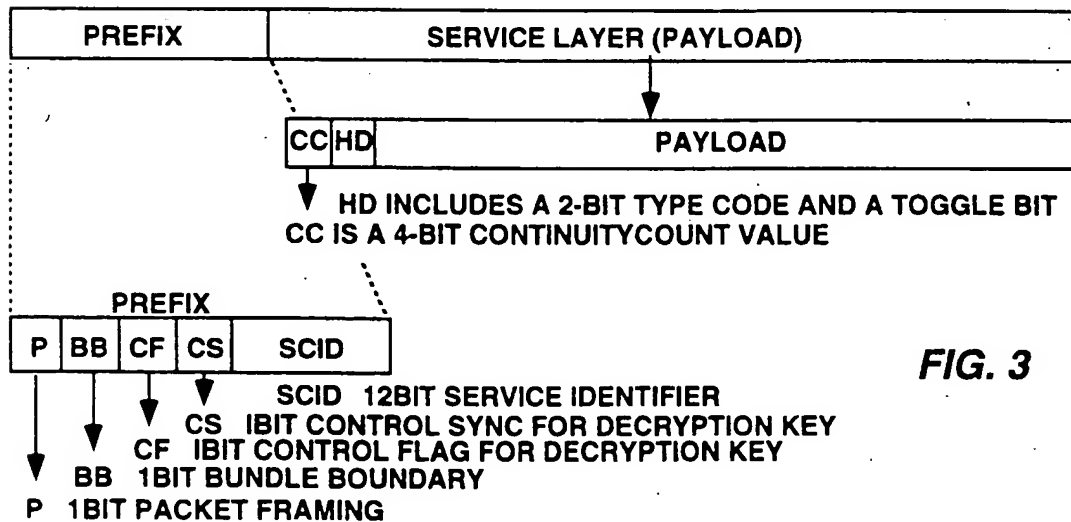 PREFIX SERVICE LAYER (PAYLOAD)
CC HD PAYLOAD
HD INCLUDES A 2-BIT TYPE CODE AND A TOGGLE BIT
CC IS A 4-BIT CONTINUITYCOUNT VALUE
PREFIX
P BB CF CS SCID
FIG. 3
SCID 12BIT SERVICE IDENTIFIER
CS IBIT CONTROL SYNC FOR DECRYPTION KEY
CF IBIT CONTROL FLAG FOR DECRYPTION KEY
BB 1BIT BUNDLE BOUNDARY
P 1BIT PACKET FRAMING